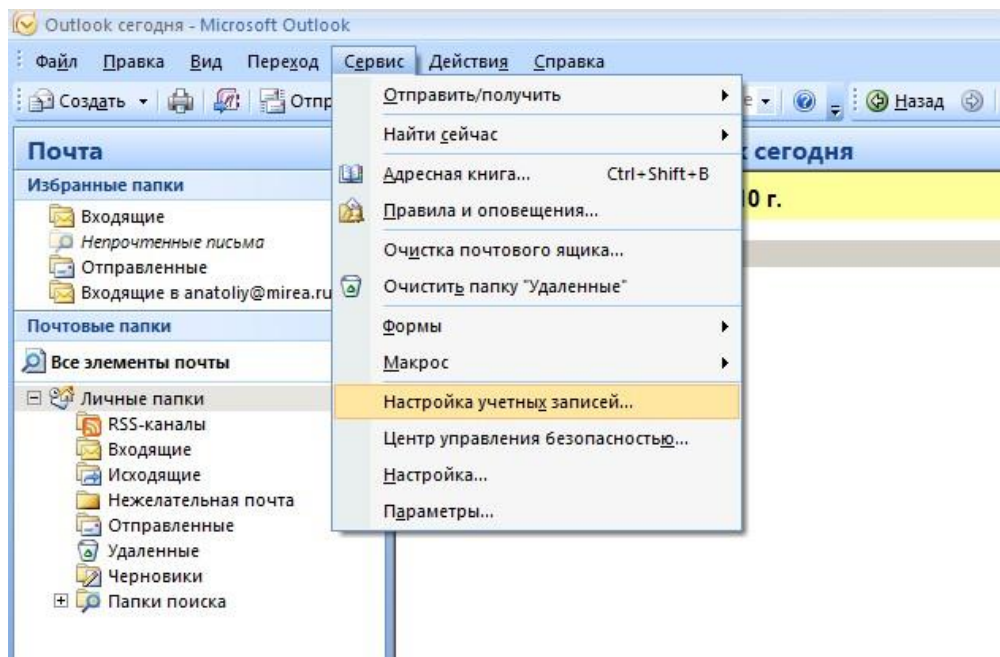 Outlook сегодня - Microsoft Outlook
Файл Правка Вид Переход Сервис Действия Справка
Создать Назад
Почта
Избранные папки
Входящие
Непрочтенные письма
Отправленные
Входящие в anatoliy@mirea.ru
Почтовые папки
Все элементы почты
Личные папки
RSS-каналы
Входящие
Исходящие
Нежелательная почта
Отправленные
Удаленные
Черновики
Папки поиска
Отправить/получить
Найти сейчас
Адресная книга... Ctrl+Shift+B
Правила и оповещения...
Очистка почтового ящика...
Очистить папку "Удаленные"
Формы
Макрос
Настройка учетных записей...
Центр управления безопасностью...
Настройка...
Параметры...
сегодня
0 г.